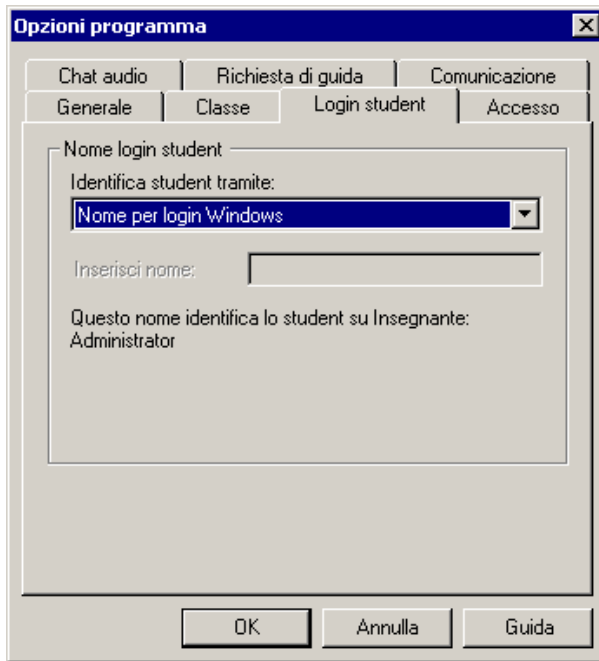 Opzioni programma
Chat audio
Richiesta di guida
Comunicazione
Generale
Classe
Login student
Accesso
Nome login student
Identifica student tramite:
Nome per login Windows
Inserisci nome:
Questo nome identifica lo student su Insegnante:
Administrator
OK
Annulla
Guida